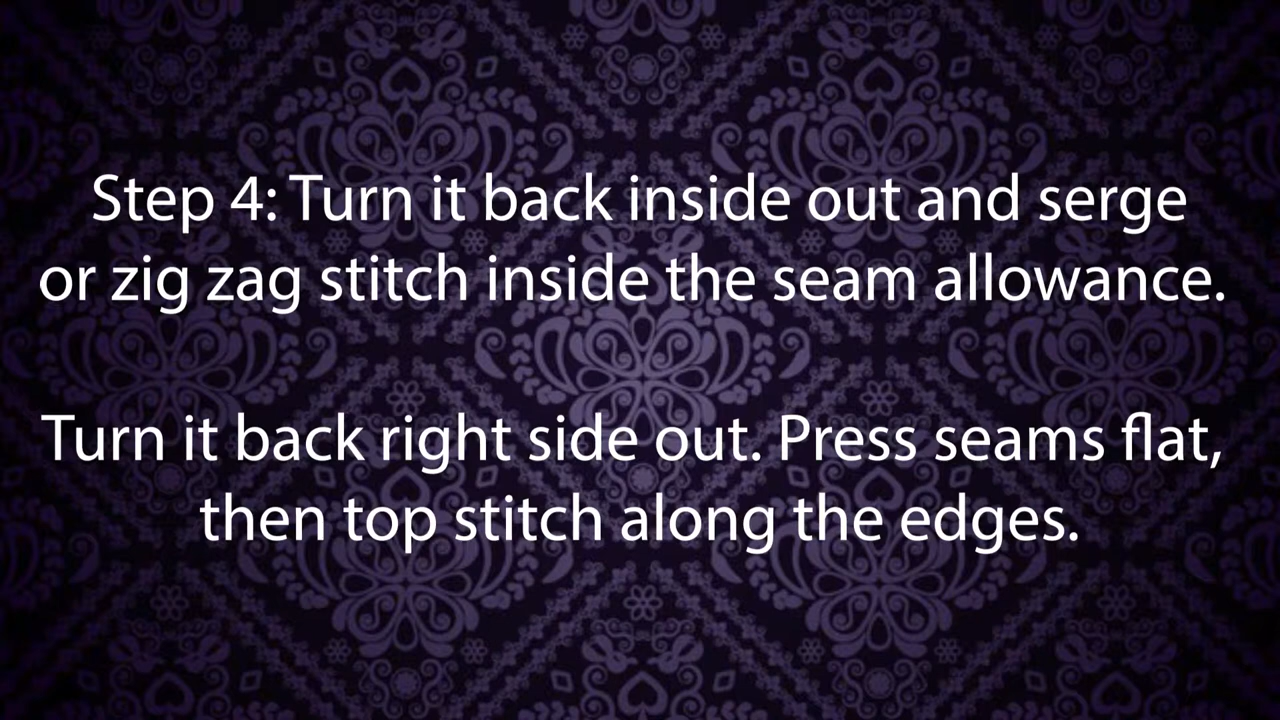 Step 4: Turn it back inside out and serge
or zig zag stitch inside the seam allowance.
Turn it back right side out. Press seams flat,
then top stitch along the edges.